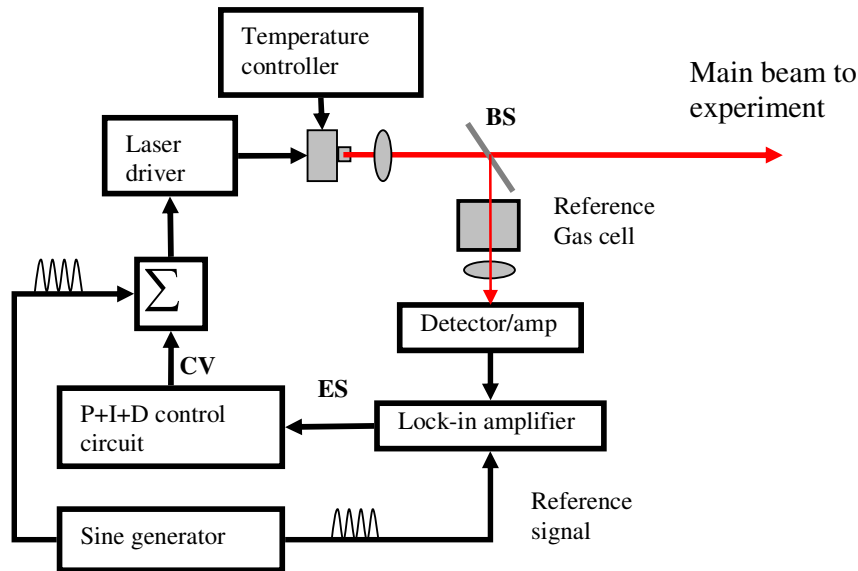 Temperature
controller
Main beam to
experiment
BS
Laser
driver
Reference
Gas cell
∑
Detector/amp
CV
ES
P+I+D control
circuit
Lock-in amplifier
Sine generator
Reference
signal